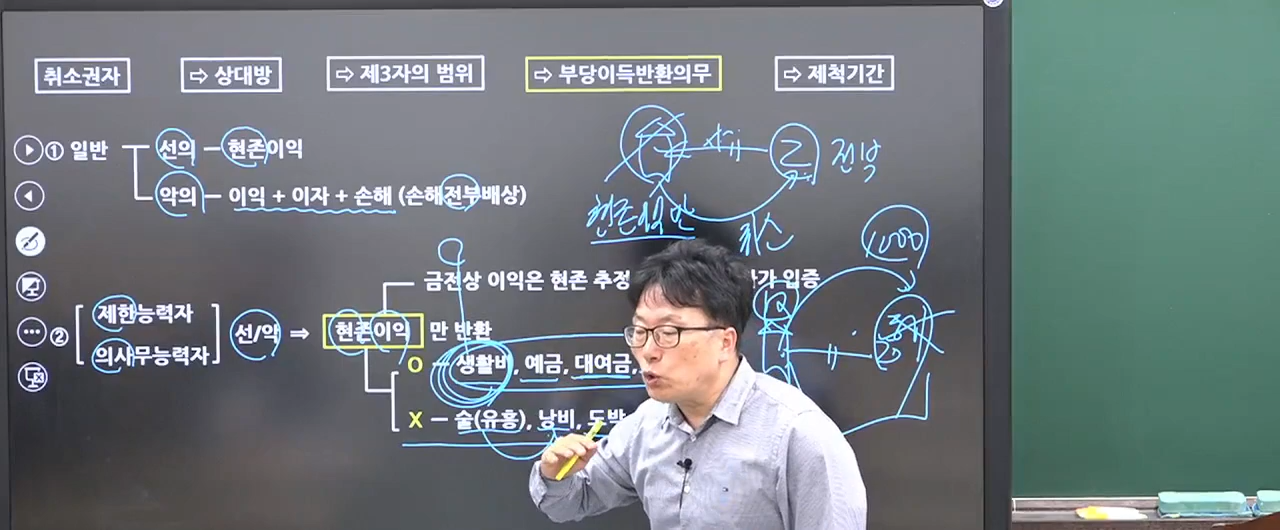 취소권자 ⇨ 상대방 ⇨ 제3자의 범위 ⇨ 부당이득반환의무 ⇨ 제척기간
① 일반
선의 – 현존이익
악의 – 이익 + 이자 + 손해 (손해전부배상)
전부
현존이익만
취소
1000
금전상 이익은 현존 추정 가 입증
② 제한능력자
의사무능력자
선/악 ⇒ 현존이익 만 반환
O – 생활비, 예금, 대여금,
X – 술(유흥), 낭비, 도박